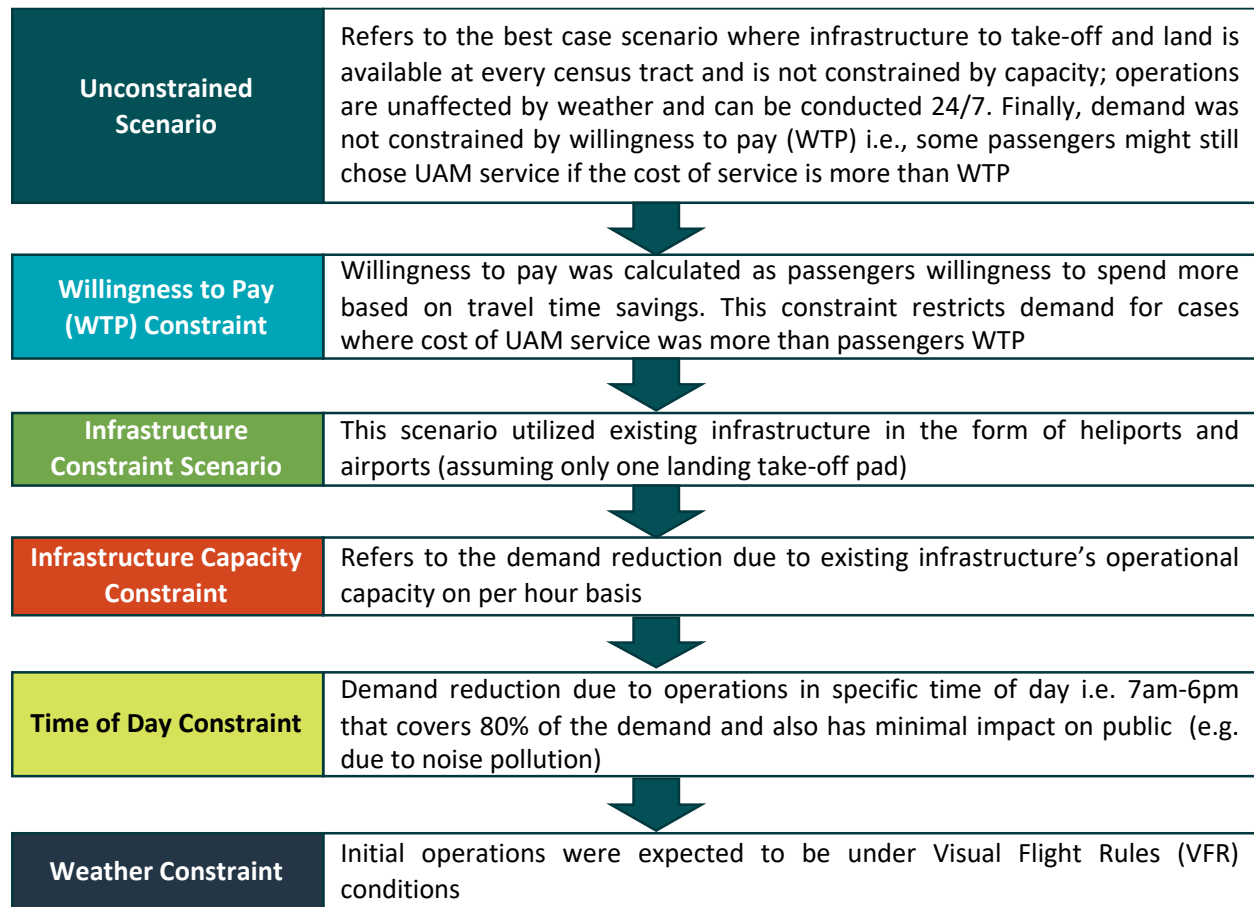 Unconstrained
Scenario
Refers to the best case scenario where infrastructure to take-off and land is
available at every census tract and is not constrained by capacity; operations
are unaffected by weather and can be conducted 24/7. Finally, demand was
not constrained by willingness to pay (WTP) i.e., some passengers might still
chose UAM service if the cost of service is more than WTP
Willingness to Pay
(WTP) Constraint
Willingness to pay was calculated as passengers willingness to spend more
based on travel time savings. This constraint restricts demand for cases
where cost of UAM service was more than passengers WTP
Infrastructure
Constraint Scenario
This scenario utilized existing infrastructure in the form of heliports and
airports (assuming only one landing take-off pad)
Infrastructure Capacity
Constraint
Refers to the demand reduction due to existing infrastructure’s operational
capacity on per hour basis
Time of Day Constraint
Demand reduction due to operations in specific time of day i.e. 7am-6pm
that covers 80% of the demand and also has minimal impact on public (e.g.
due to noise pollution)
Weather Constraint
Initial operations were expected to be under Visual Flight Rules (VFR)
conditions